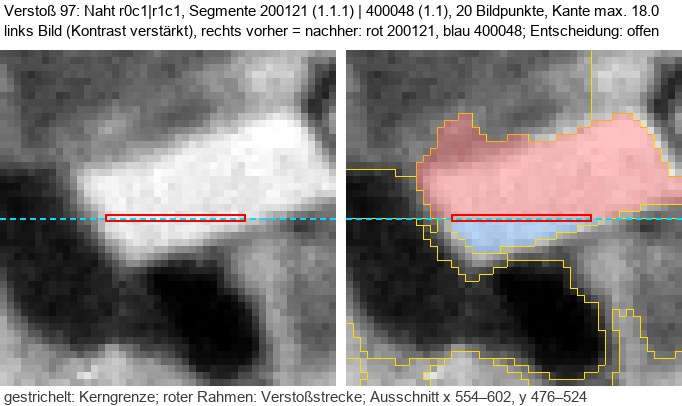 Verstoß 97: Naht r0c1|r1c1, Segmente 200121 (1.1.1) | 400048 (1.1), 20 Bildpunkte, Kante max. 18.0
links Bild (Kontrast verstärkt), rechts vorher = nachher: rot 200121, blau 400048; Entscheidung: offen
gestrichelt: Kerngrenze; roter Rahmen: Verstoßstrecke; Ausschnitt x 554–602, y 476–524